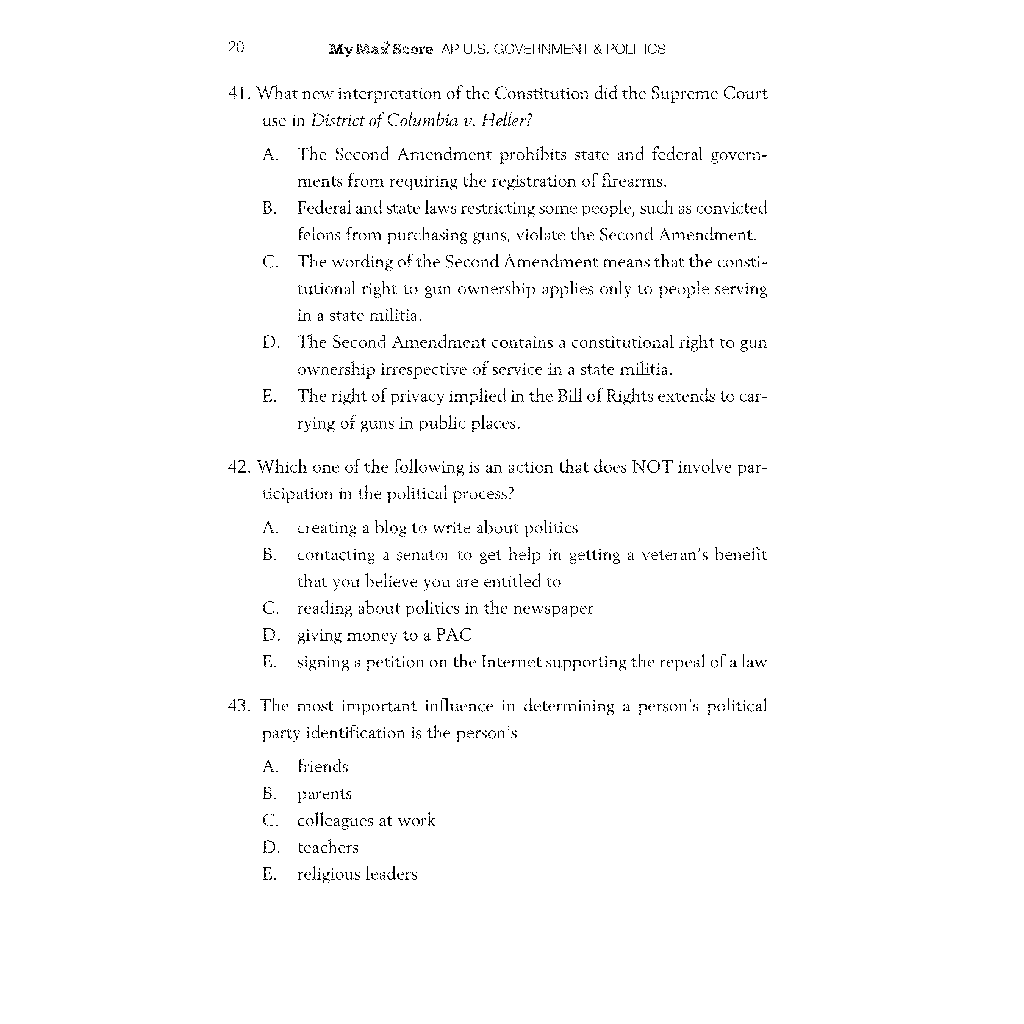 20 My Max Score AP U.S. GOVERNMENT & POLITICS
41. What new interpretation of the Constitution did the Supreme Court
use in District of Columbia v. Heller?
A. The Second Amendment prohibits state and federal govern-
ments from requiring the registration of firearms.
B. Federal and state laws restricting some people, such as convicted
felons from purchasing guns, violate the Second Amendment.
C. The wording of the Second Amendment means that the consti-
tutional right to gun ownership applies only to people serving
in a state militia.
D. The Second Amendment contains a constitutional right to gun
ownership irrespective of service in a state militia.
E. The right of privacy implied in the Bill of Rights extends to car-
rying of guns in public places.
42. Which one of the following is an action that does NOT involve par-
ticipation in the political process?
A. creating a blog to write about politics
B. contacting a senator to get help in getting a veteran's benefit
that you believe you are entitled to
C. reading about politics in the newspaper
D. giving money to a PAC
E. signing a petition on the Internet supporting the repeal of a law
43. The most important influence in determining a person's political
party identification is the person's
A. friends
B. parents
C. colleagues at work
D. teachers
E. religious leaders